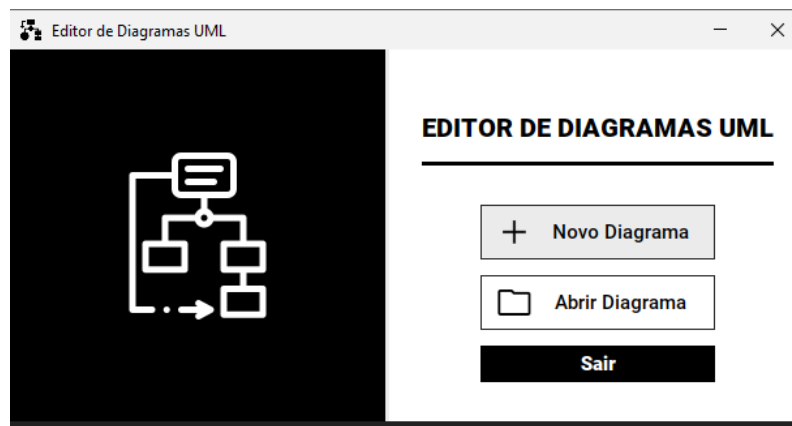 Editor de Diagramas UML
EDITOR DE DIAGRAMAS UML
Novo Diagrama
Abrir Diagrama
Sair